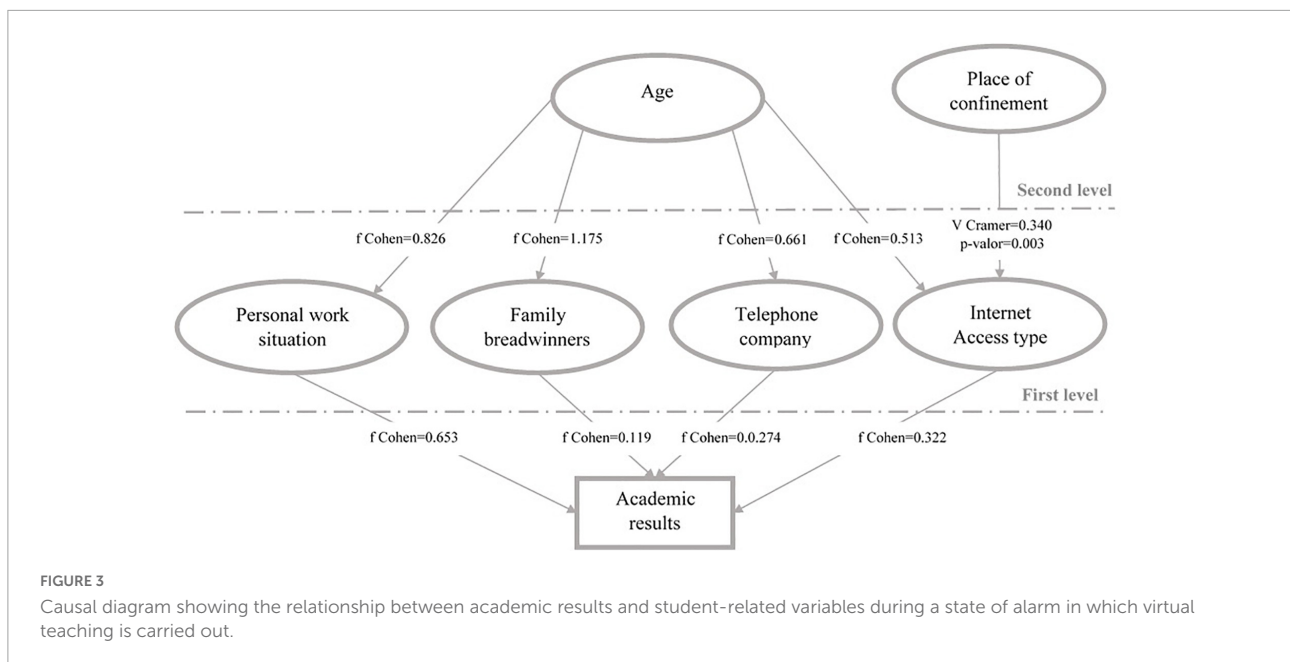 Age
Place of
confinement
Second level
f Cohen=0.826
f Cohen=1.175
f Cohen=0.661
f Cohen=0.513
V Cramer=0.340
p-valor=0.003
Personal work
situation
Family
breadwinners
Telephone
company
Internet
Access type
First level
f Cohen=0.653
f Cohen=0.119
f Cohen=0.0.274
f Cohen=0.322
Academic
results
FIGURE 3
Causal diagram showing the relationship between academic results and student-related variables during a state of alarm in which virtual
teaching is carried out.